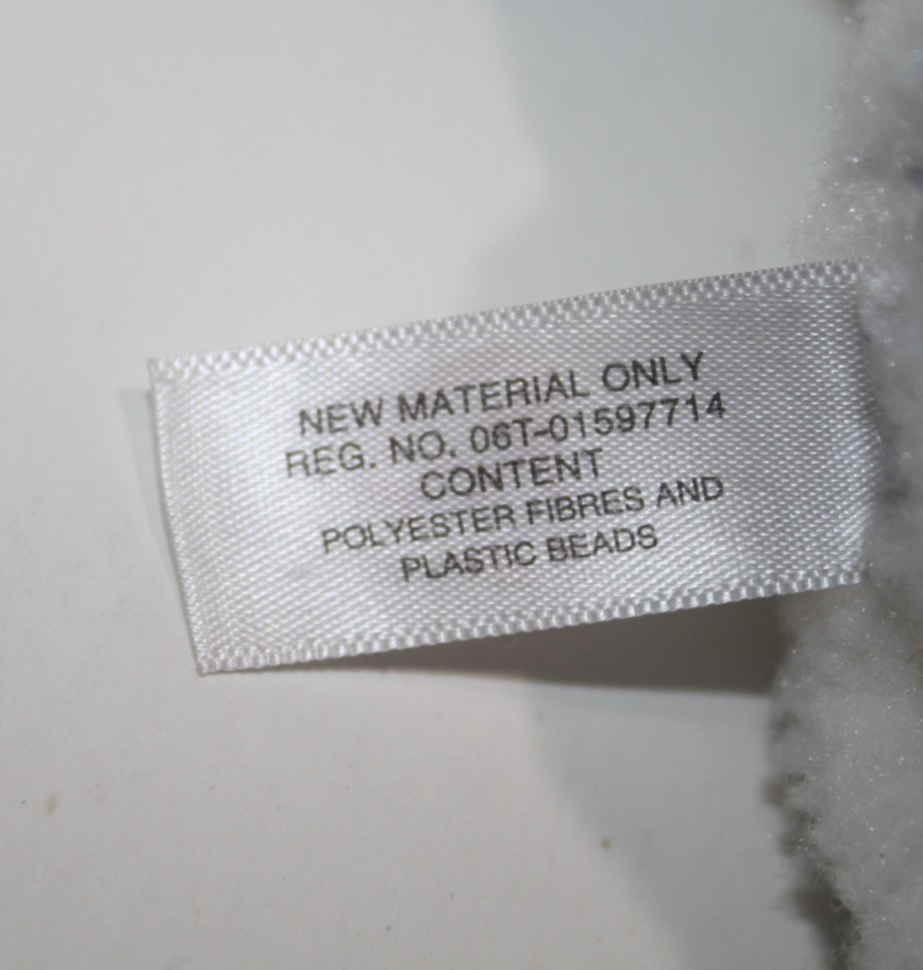 NEW MATERIAL ONLY
REG. NO. 06T-01597714
CONTENT
POLYESTER FIBRES AND
PLASTIC BEADS